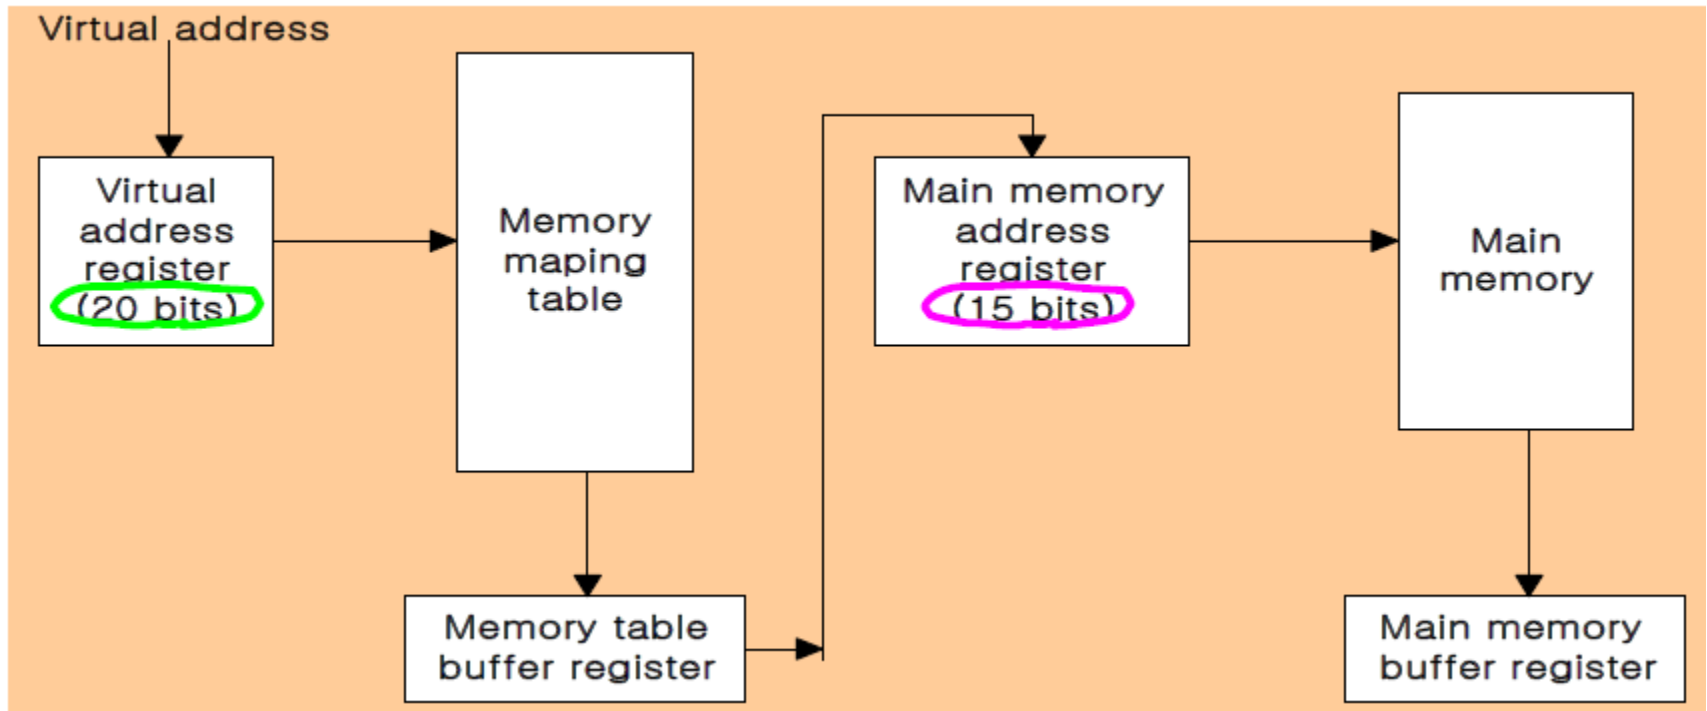 Virtual address
Virtual
address
register
(20 bits)
Memory
maping
table
Memory table
buffer register
Main memory
address
register
(15 bits)
Main
memory
Main memory
buffer register